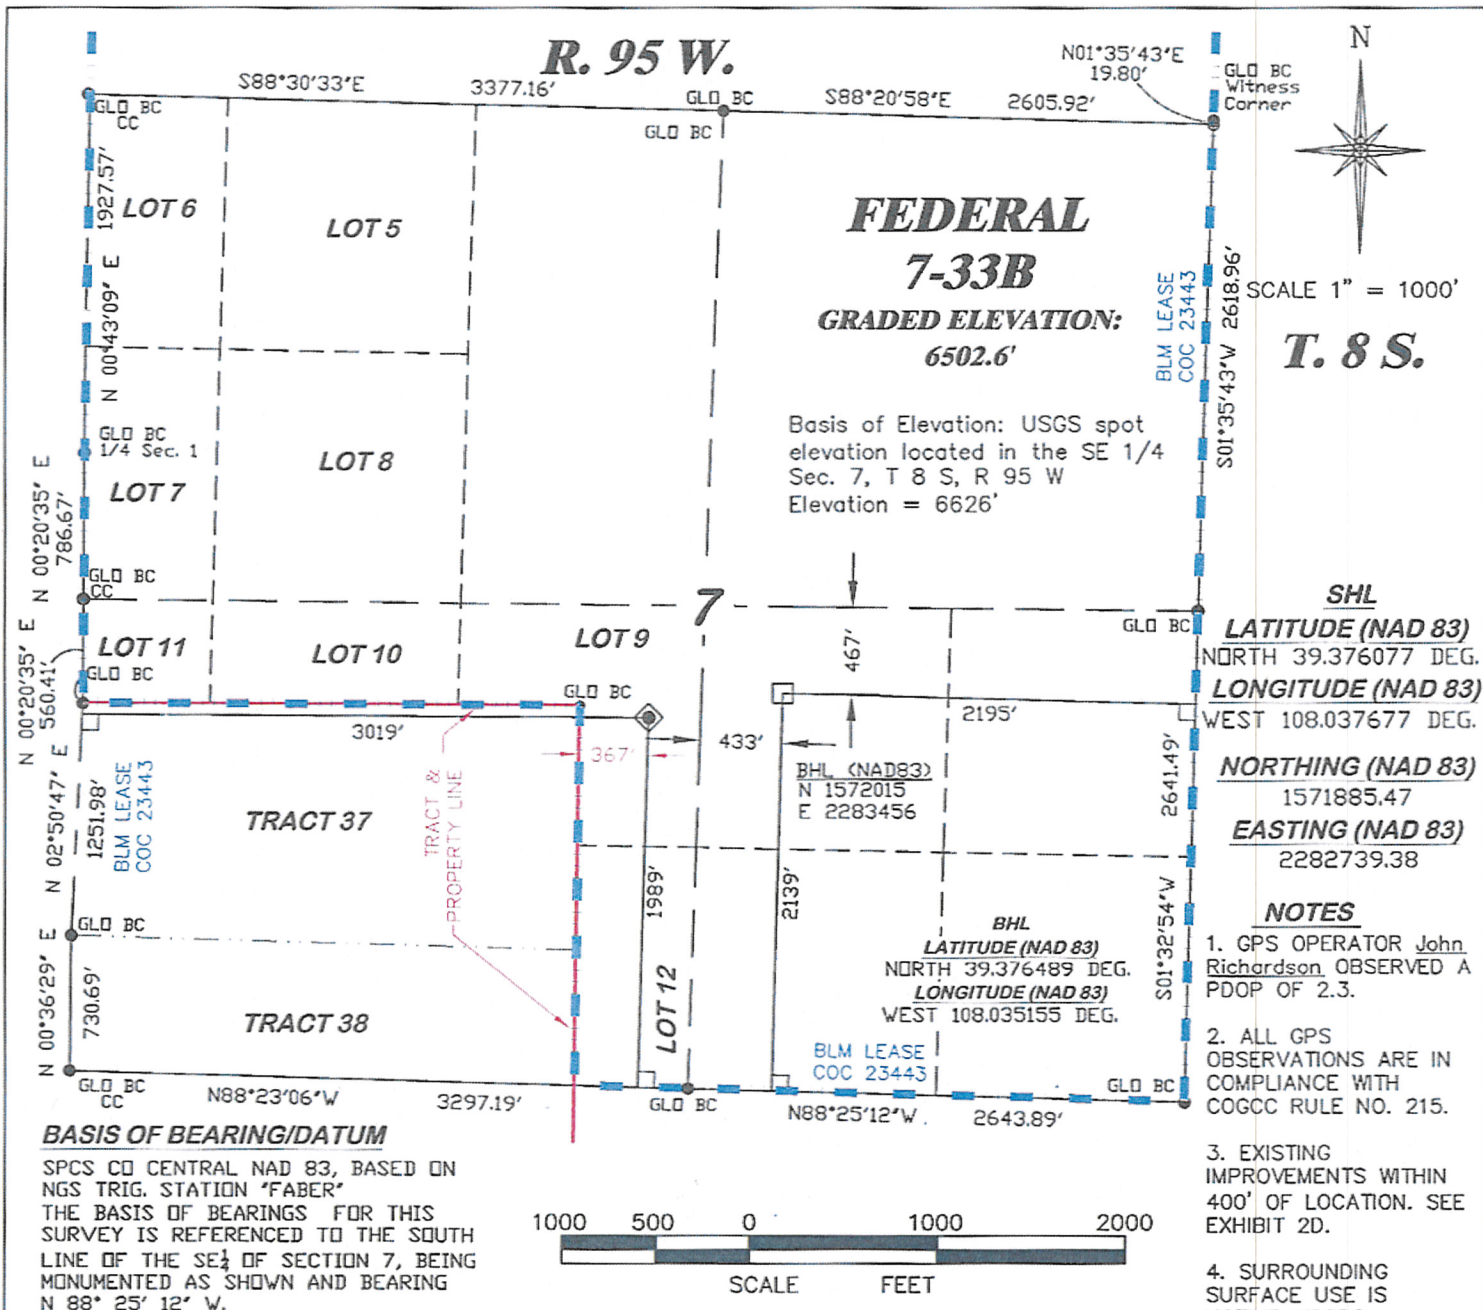 R. 95 W.
S88°30'33"E
3377.16'
GLO BC
S88°20'58"E
2605.92'
N01°35'43"E
19.80'
GLO BC
Witness
Corner
N
GLO BC
CC
GLO BC
1927.57'
LOT 6
LOT 5
FEDERAL
7-33B
GRADED ELEVATION:
6502.6'
N 00°43'09" E
BLM LEASE
COC 23443
S01°35'43"W 2618.96'
SCALE 1" = 1000'
T. 8 S.
Basis of Elevation: USGS spot
elevation located in the SE 1/4
Sec. 7, T 8 S, R 95 W
Elevation = 6626'
GLO BC
1/4 Sec. 1
LOT 8
LOT 7
N 00°20'35" E
786.67'
GLO BC
CC
7
LOT 11
LOT 10
LOT 9
467'
GLO BC
GLO BC
GLO BC
N 00°20'35" E
560.41'
3019'
367'
433'
2195'
BHL (NAD83)
N 1572015
E 2283456
2641.49'
SHL
LATITUDE (NAD 83)
NORTH 39.376077 DEG.
LONGITUDE (NAD 83)
WEST 108.037677 DEG.
NORTHING (NAD 83)
1571885.47
EASTING (NAD 83)
2282739.38
N 02°50'47" E
1251.98'
BLM LEASE
COC 23443
TRACT 37
TRACT &
PROPERTY LINE
1989'
2139'
S01°32'54"W
BHL
LATITUDE (NAD 83)
NORTH 39.376489 DEG.
LONGITUDE (NAD 83)
WEST 108.035155 DEG.
GLO BC
N 00°36'29" E
730.69'
TRACT 38
LOT 12
BLM LEASE
COC 23443
GLO BC
CC
N88°23'06"W
3297.19'
GLO BC
N88°25'12"W
2643.89'
GLO BC
NOTES
1. GPS OPERATOR John
Richardson OBSERVED A
PDOP OF 2.3.
2. ALL GPS
OBSERVATIONS ARE IN
COMPLIANCE WITH
COGCC RULE NO. 215.
3. EXISTING
IMPROVEMENTS WITHIN
400' OF LOCATION. SEE
EXHIBIT 2D.
4. SURROUNDING
SURFACE USE IS
BASIS OF BEARING/DATUM
SPCS CO CENTRAL NAD 83, BASED ON
NGS TRIG. STATION "FABER"
THE BASIS OF BEARINGS FOR THIS
SURVEY IS REFERENCED TO THE SOUTH
LINE OF THE SE¼ OF SECTION 7, BEING
MONUMENTED AS SHOWN AND BEARING
N 88° 25' 12" W.
1000 500 0 1000 2000
SCALE FEET